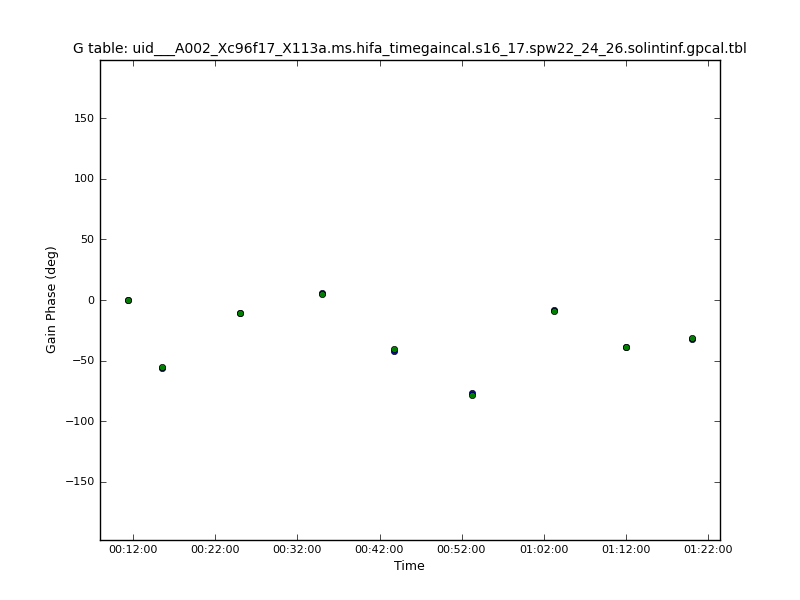 G table: uid___A002_Xc96f17_X113a.ms.hifa_timegaincal.s16_17.spw22_24_26.solintinf.gpcal.tbl
Gain Phase (deg)
150
100
50
0
−50
−100
−150
00:12:00 00:22:00 00:32:00 00:42:00 00:52:00 01:02:00 01:12:00 01:22:00
Time